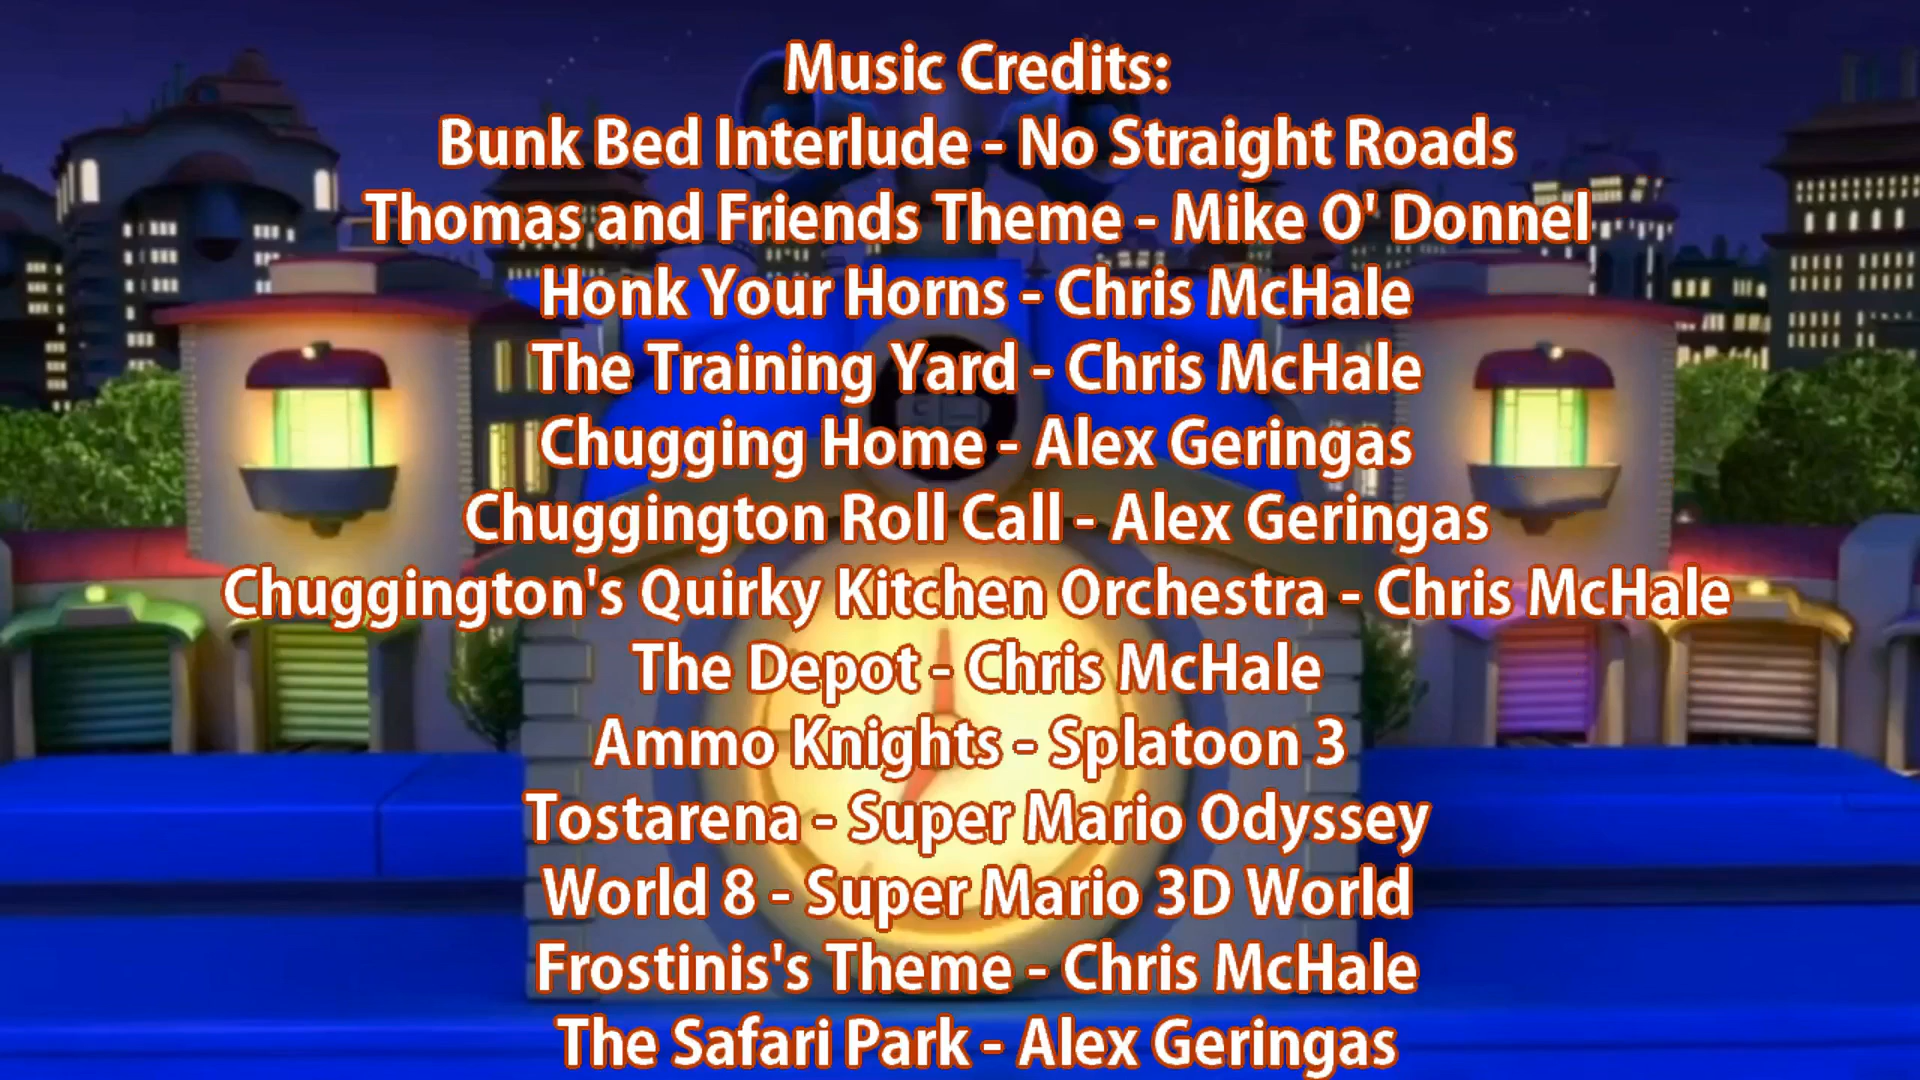 Music Credits:
Bunk Bed Interlude - No Straight Roads
Thomas and Friends Theme - Mike O' Donnel
Honk Your Horns - Chris McHale
The Training Yard - Chris McHale
Chugging Home - Alex Geringas
Chuggington Roll Call - Alex Geringas
Chuggington's Quirky Kitchen Orchestra - Chris McHale
The Depot - Chris McHale
Ammo Knights - Splatoon 3
Tostarena - Super Mario Odyssey
World 8 - Super Mario 3D World
Frostinis's Theme - Chris McHale
The Safari Park - Alex Geringas